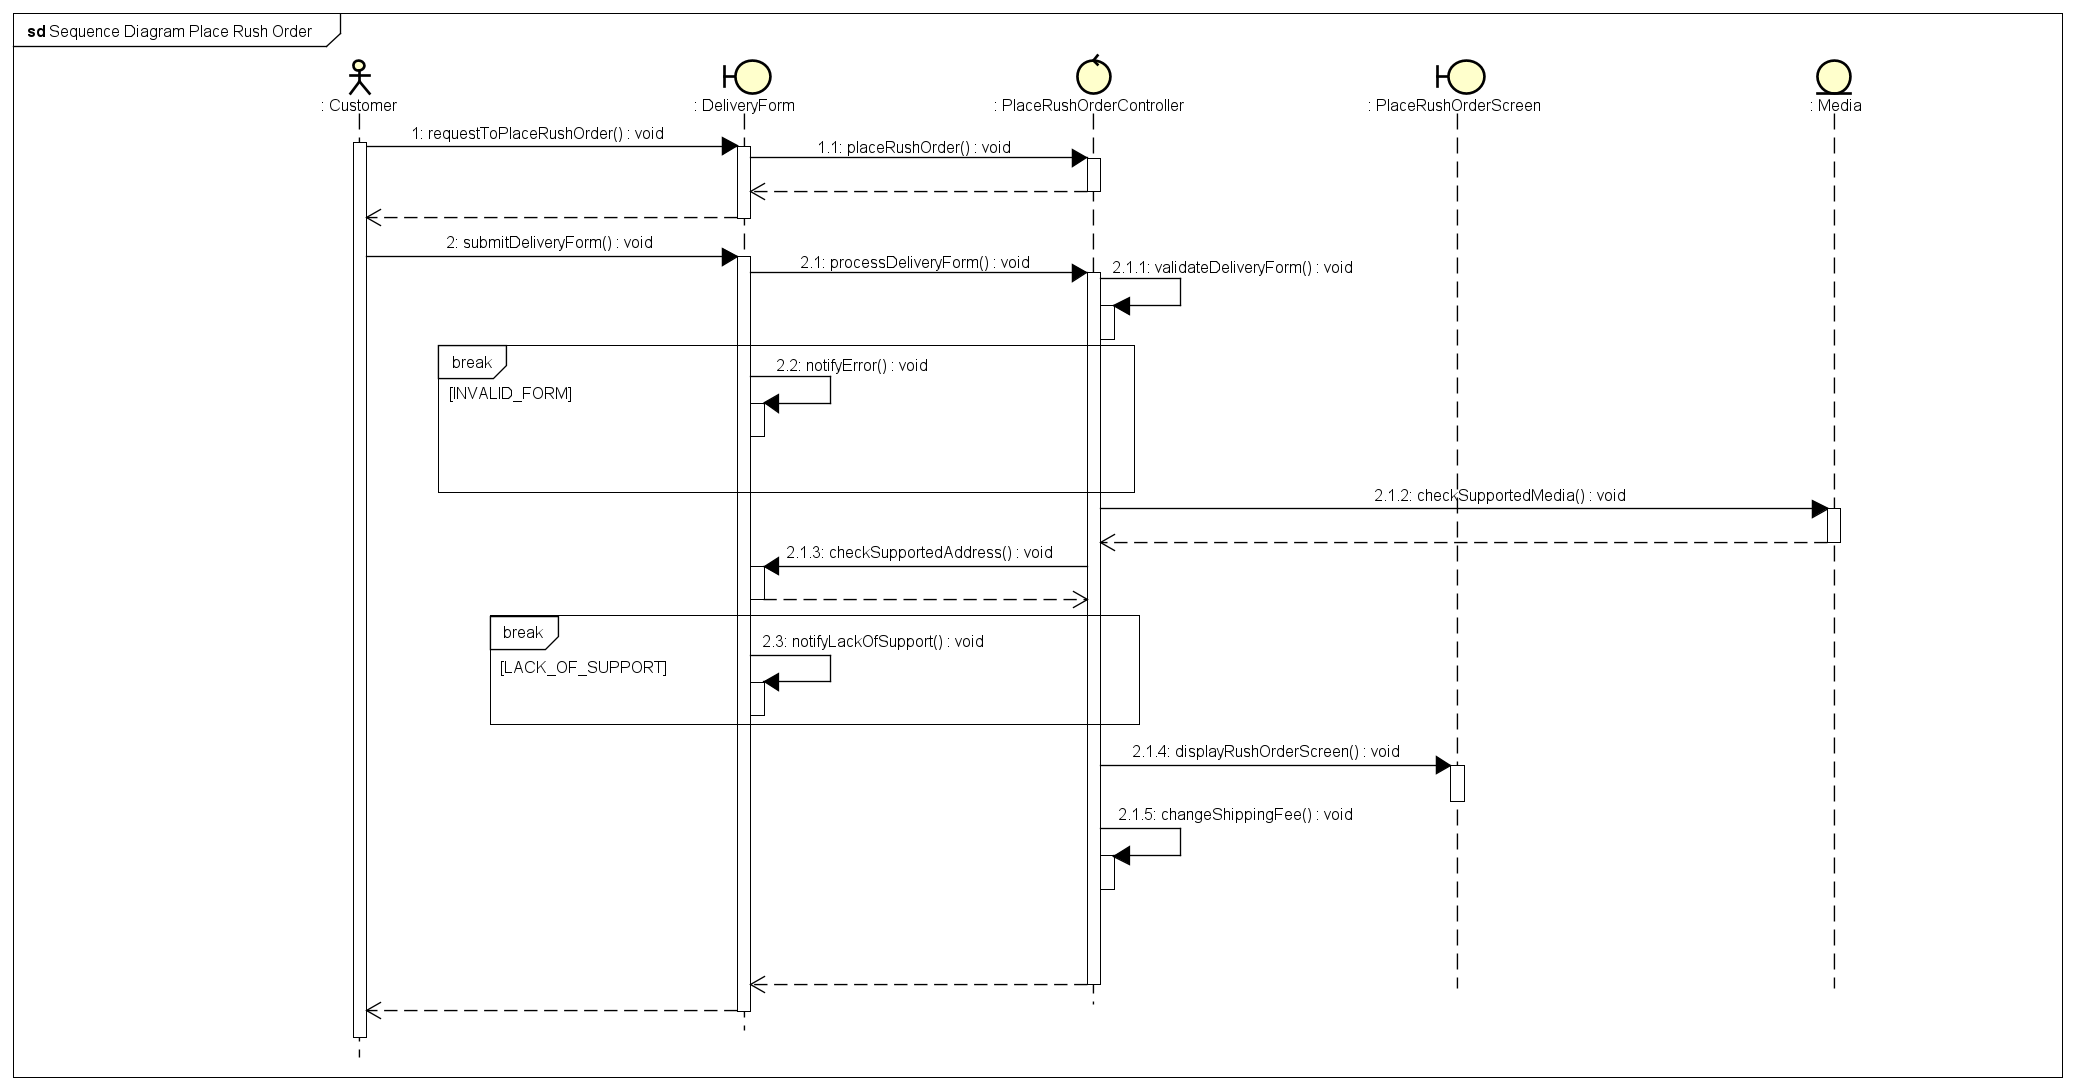 sd Sequence Diagram Place Rush Order
: Customer
: DeliveryForm
: PlaceRushOrderController
: PlaceRushOrderScreen
: Media
1: requestToPlaceRushOrder() : void
1.1: placeRushOrder() : void
2: submitDeliveryForm() : void
2.1: processDeliveryForm() : void
2.1.1: validateDeliveryForm() : void
break
2.2: notifyError() : void
[INVALID_FORM]
2.1.2: checkSupportedMedia() : void
2.1.3: checkSupportedAddress() : void
break
2.3: notifyLackOfSupport() : void
[LACK_OF_SUPPORT]
2.1.4: displayRushOrderScreen() : void
2.1.5: changeShippingFee() : void